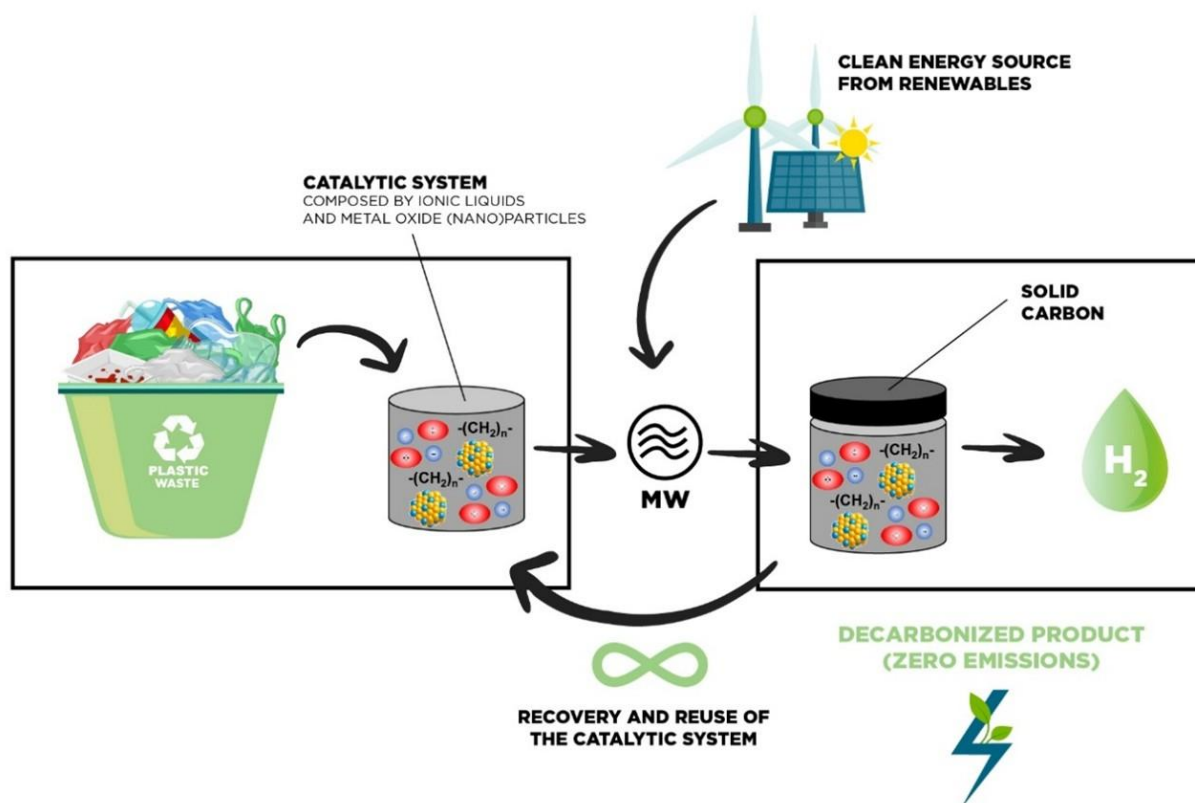 CLEAN ENERGY SOURCE
FROM RENEWABLES
CATALYTIC SYSTEM
COMPOSED BY IONIC LIQUIDS
AND METAL OXIDE (NANO)PARTICLES
PLASTIC
WASTE
-(CH₂)ₙ-
-(CH₂)ₙ-
MW
SOLID
CARBON
-(CH₂)ₙ-
-(CH₂)ₙ-
H₂
RECOVERY AND REUSE OF
THE CATALYTIC SYSTEM
DECARBONIZED PRODUCT
(ZERO EMISSIONS)